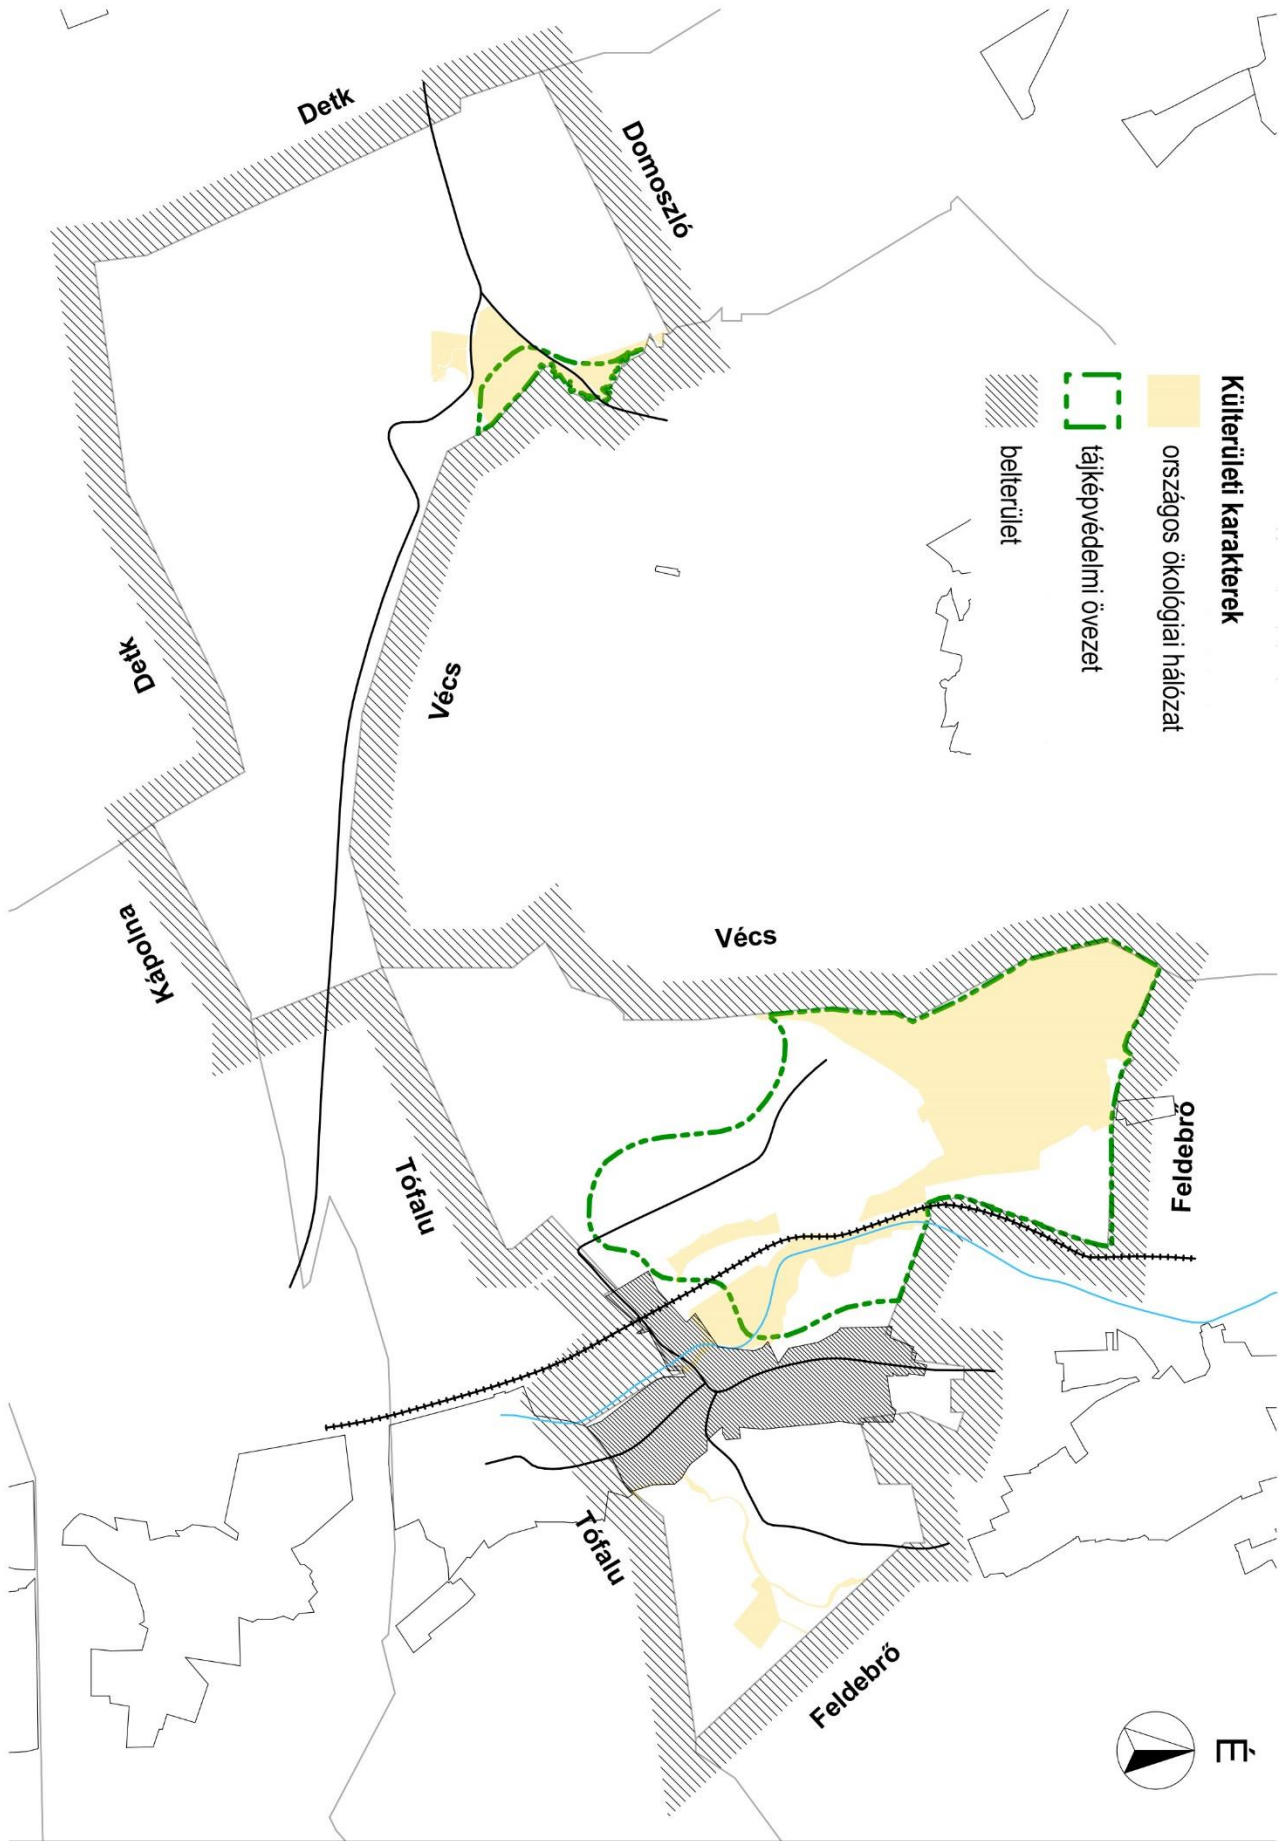 Külterületi karakterek
országos ökológiai hálózat
tájképvédelmi övezet
belterület
É
Detk
Domoszló
Detk
Vécs
Kápolna
Vécs
Tófalu
Feldebrő
Tófalu
Feldebrő